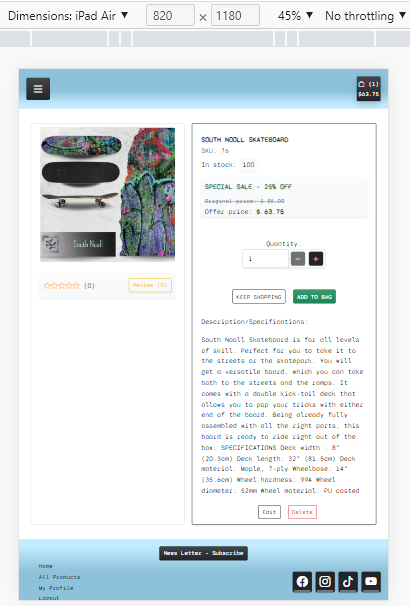 Dimensions: iPad Air ▼ 820 × 1180 45% ▼ No throttling ▼
(1)
$63.75
South Nooll
(0)
Review (0)
SOUTH NOOLL SKATEBOARD
SKU: 76
In stock: 100
SPECIAL SALE - 25% OFF
Original price: $ 85.00
Offer price: $ 63.75
Quantity:
1 − +
KEEP SHOPPING ADD TO BAG
Description/Specifications:
South Nooll Skateboard is for all levels
of skill. Perfect for you to take it to
the streets or the skatepark. You will
get a versatile board, which you can take
both to the streets and the ramps. It
comes with a double kick-tail deck that
allows you to pop your tricks with either
end of the board. Being already fully
assembled with all the right parts, this
board is ready to ride right out of the
box. SPECIFICATIONS Deck width . 8"
(20.3cm) Deck length: 32" (81.5cm) Deck
material: Maple, 7-ply Wheelbase: 14"
(35.6cm) Wheel hardness: 99A Wheel
diameter: 52mm Wheel material: PU casted
Edit Delete
News Letter - Subscribe
Home
All Products
My Profile
Logout